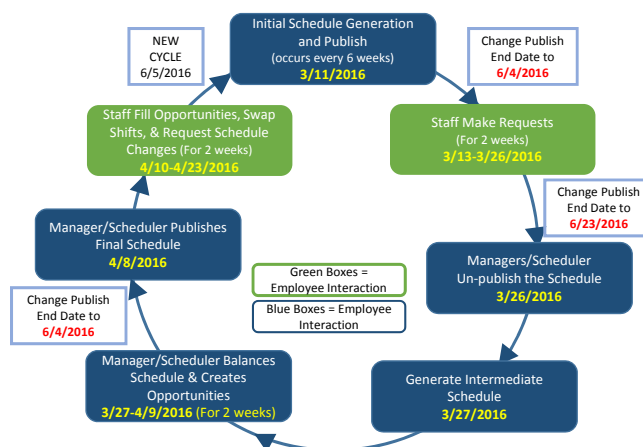 Initial Schedule Generation
and Publish
(occurs every 6 weeks)
3/11/2016
Change Publish
End Date to
6/4/2016
Staff Make Requests
(For 2 weeks)
3/13-3/26/2016
Change Publish
End Date to
6/23/2016
Managers/Scheduler
Un-publish the Schedule
3/26/2016
Generate Intermediate
Schedule
3/27/2016
Manager/Scheduler Balances
Schedule & Creates
Opportunities
3/27-4/9/2016 (For 2 weeks)
Change Publish
End Date to
6/4/2016
Manager/Scheduler Publishes
Final Schedule
4/8/2016
Staff Fill Opportunities, Swap
Shifts, & Request Schedule
Changes (For 2 weeks)
4/10-4/23/2016
NEW
CYCLE
6/5/2016
Green Boxes =
Employee Interaction
Blue Boxes = Employee
Interaction